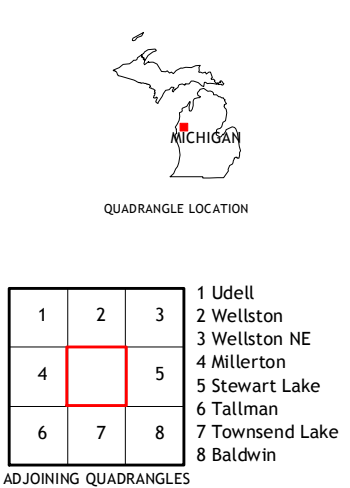 MICHIGAN
QUADRANGLE LOCATION
1 2 3
4 5
6 7 8
1 Udell
2 Wellston
3 Wellston NE
4 Millerton
5 Stewart Lake
6 Tallman
7 Townsend Lake
8 Baldwin
ADJOINING QUADRANGLES